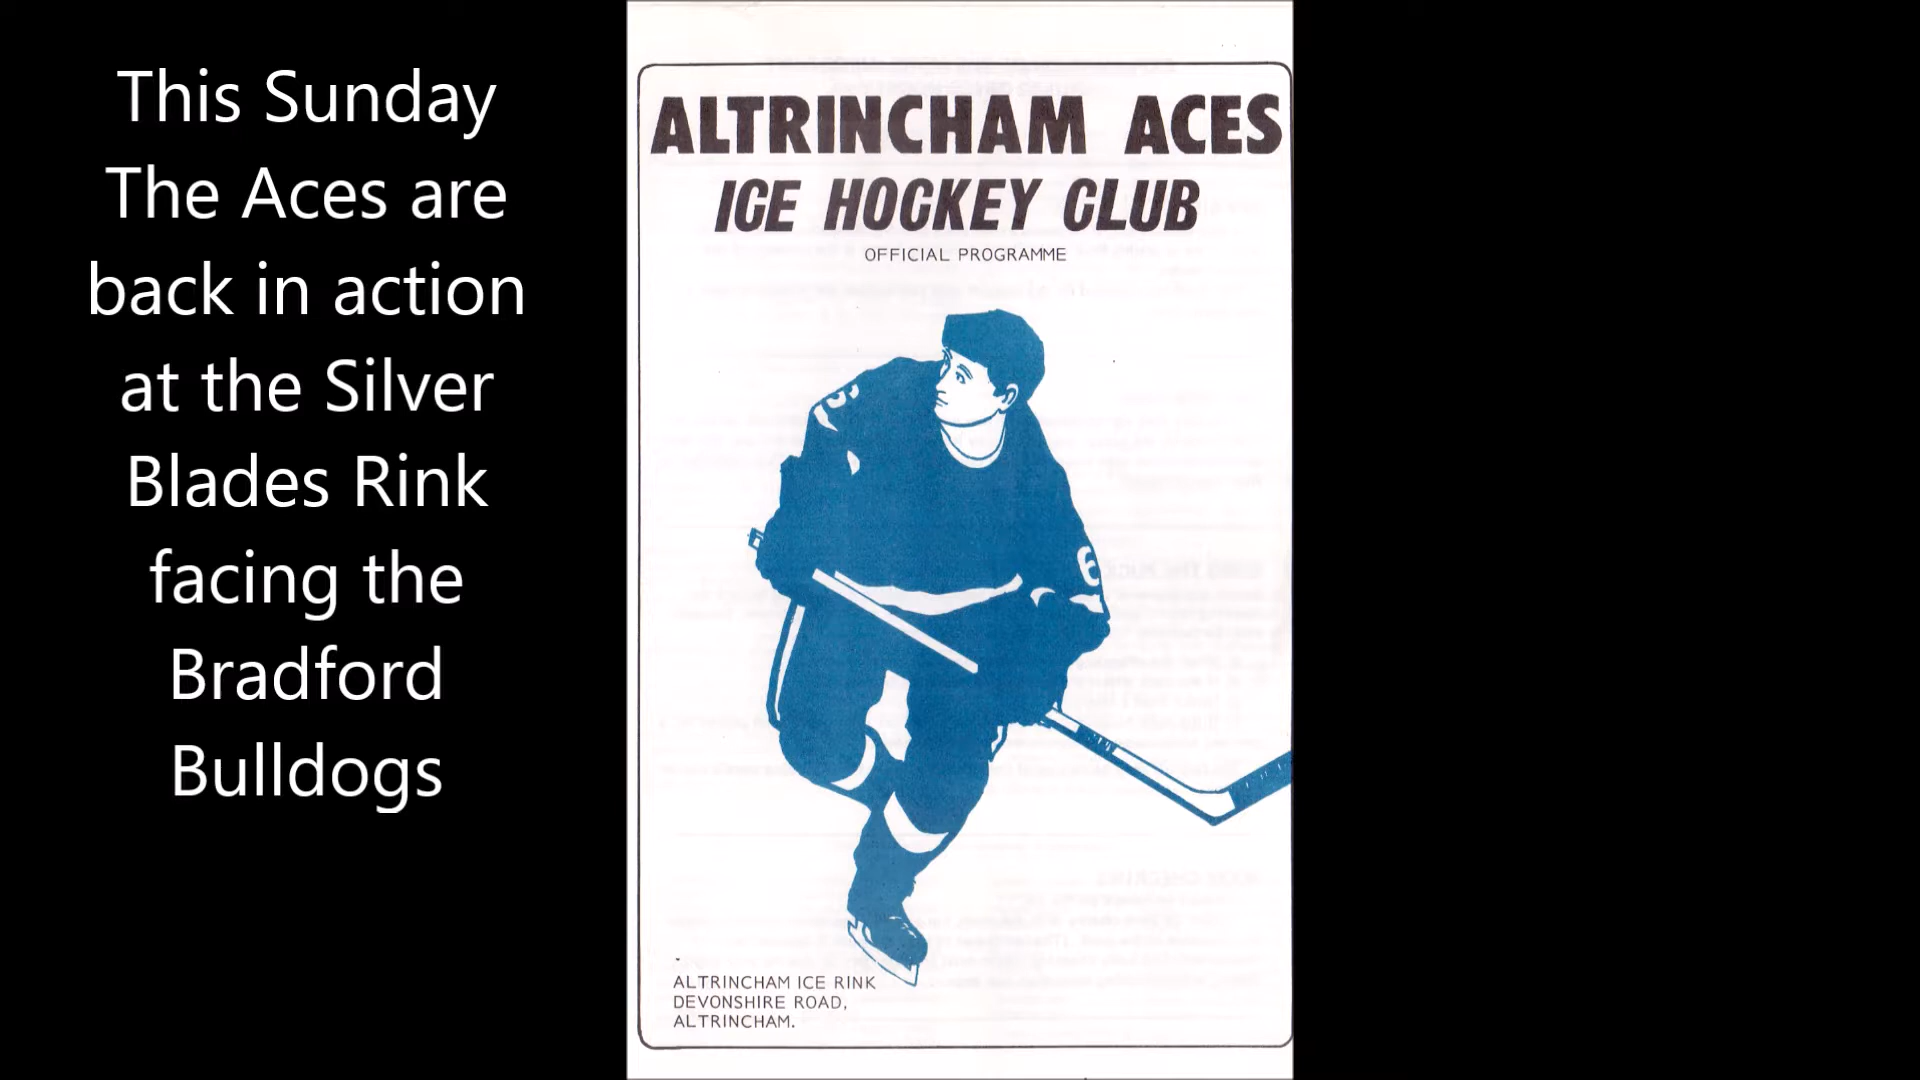 This Sunday
The Aces are
back in action
at the Silver
Blades Rink
facing the
Bradford
Bulldogs
ALTRINCHAM ACES
ICE HOCKEY CLUB
OFFICIAL PROGRAMME
6
ALTRINCHAM ICE RINK
DEVONSHIRE ROAD,
ALTRINCHAM.